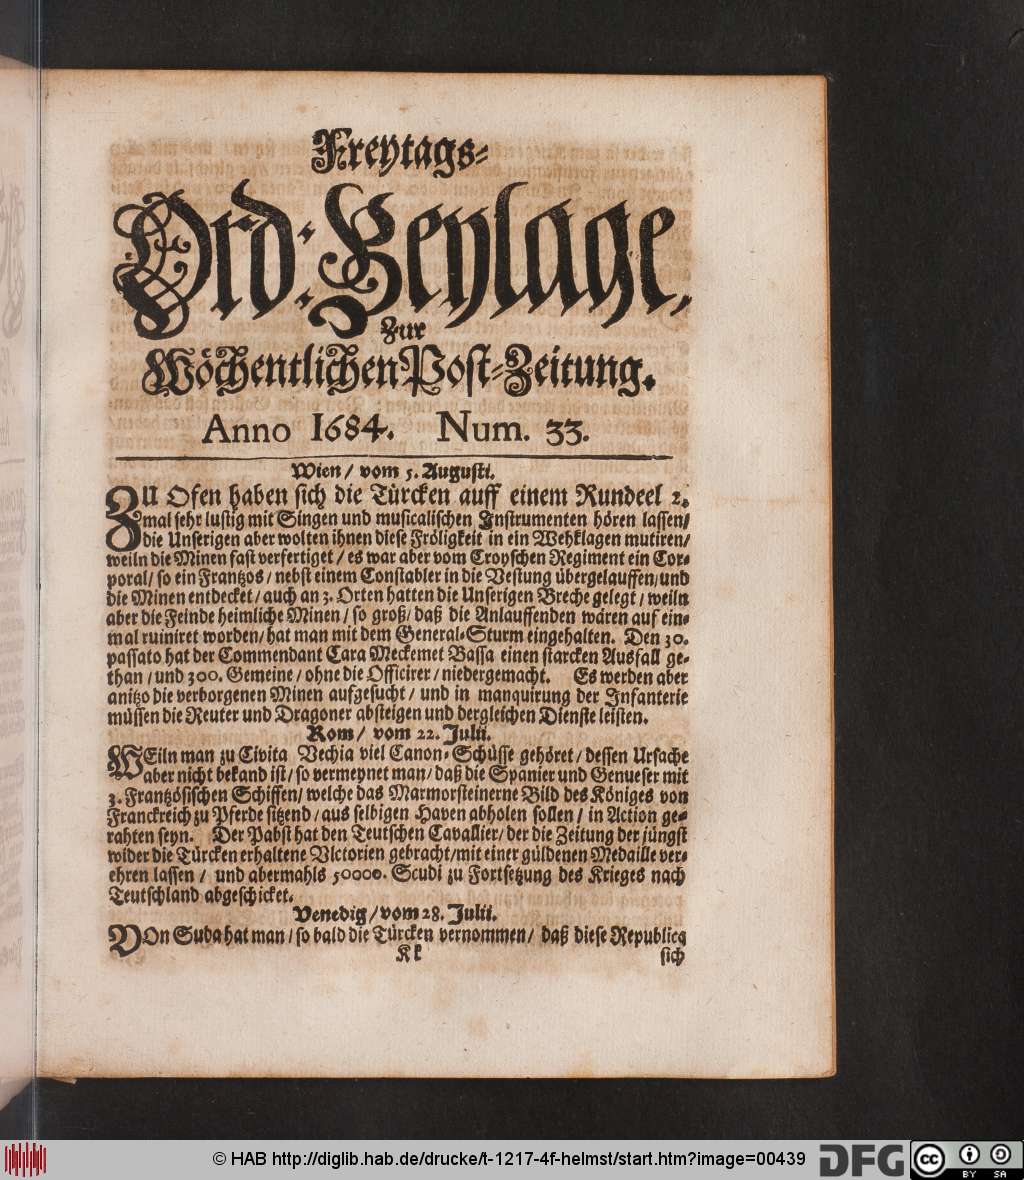 Freytags-
Ord: Beylage,
Zur
Wöchentlichen Post-Zeitung.
Anno 1684. Num. 33.
Wien / vom 5. Augusti.
ZU Ofen haben sich die Türcken auff einem Rundeel 2.
mal sehr lustig mit Singen und musicalischen Instrumenten hören lassen/
die Unserigen aber wolten ihnen diese Fröligkeit in ein Wehklagen mutiren/
weiln die Minen fast verfertiget / es war aber vom Croyschen Regiment ein Cor-
poral / so ein Frantzos / nebst einem Constabler in die Vestung übergelauffen / und
die Minen entdecket / auch an 3. Orten hatten die Unserigen Breche gelegt / weiln
aber die Feinde heimliche Minen / so groß / daß die Anlauffenden wären auf ein-
mal ruiniret worden / hat man mit dem General-Sturm eingehalten. Den 30.
passato hat der Commendant Cara Meckemet Bassa einen starcken Ausfall ge-
than / und 300. Gemeine / ohne die Officirer / niedergemacht. Es werden aber
anitzo die verborgenen Minen aufgesucht / und in manquirung der Infanterie
müssen die Reuter und Dragoner absteigen und dergleichen Dienste leisten.
Rom / vom 22. Julii.
WEiln man zu Civita Vechia viel Canon-Schüsse gehöret / dessen Ursache
aber nicht bekand ist / so vermeynet man / daß die Spanier und Genueser mit
3. Frantzösischen Schiffen / welche das Marmorsteinerne Bild des Königes von
Franckreich zu Pferde sitzend / aus selbigen Haven abholen sollen / in Action ge-
rahten seyn. Der Pabst hat den Teutschen Cavallier / der die Zeitung der jüngst
wider die Türcken erhaltene VIctorien gebracht / mit einer güldenen Medaille ver-
ehren lassen / und abermahls 50000. Scudi zu Fortsetzung des Krieges nach
Teutschland abgeschicket.
Venedig / vom 28. Julii.
VOn Suda hat man / so bald die Türcken vernommen / daß diese Republicq
Kk
sich
© HAB http://diglib.hab.de/drucke/t-1217-4f-helmst/start.htm?image=00439
DFG
cc BY SA